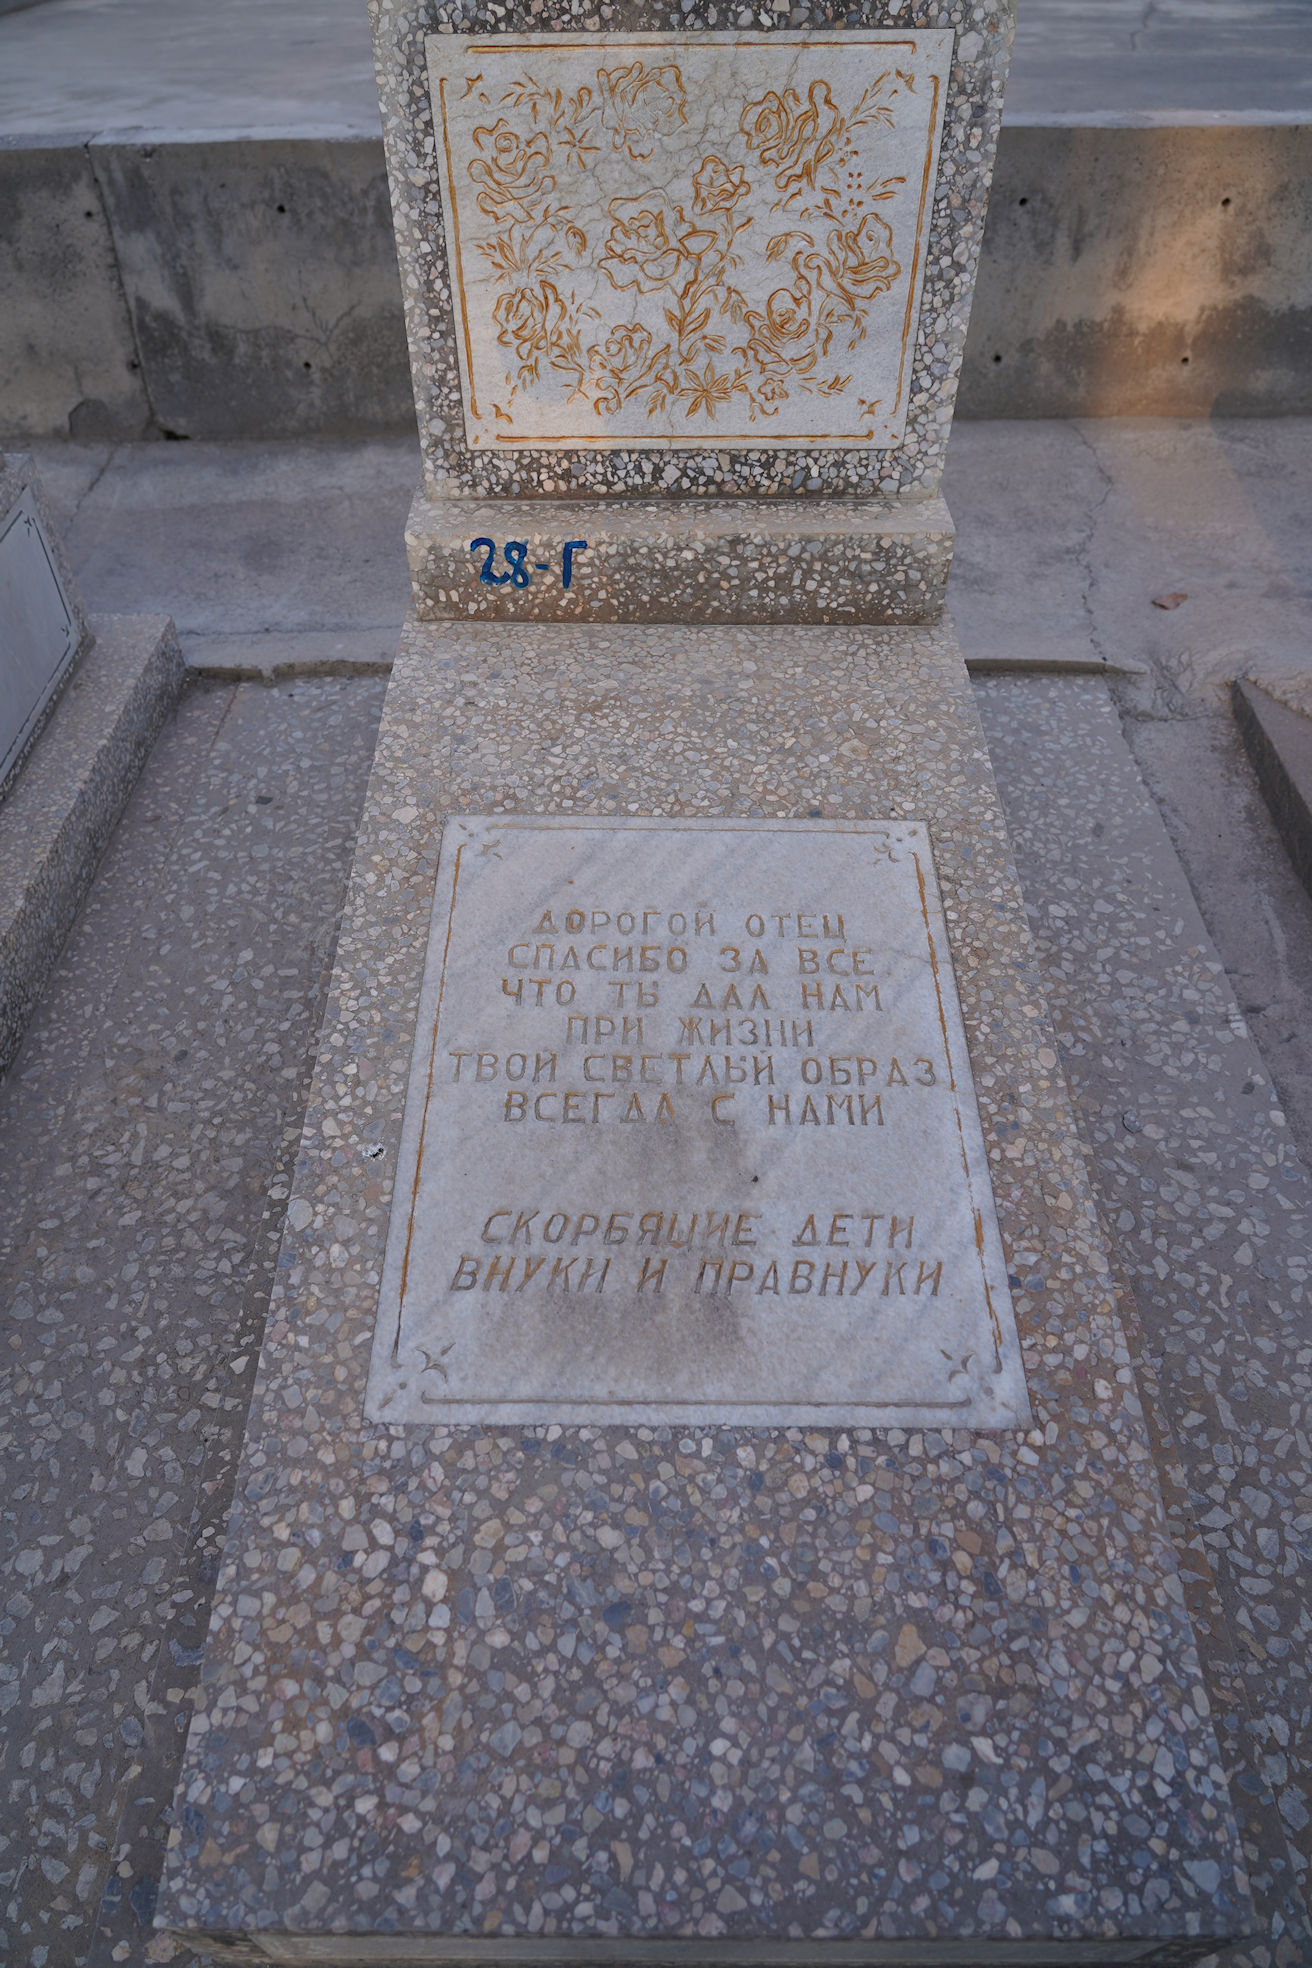 28-Г
ДОРОГОЙ ОТЕЦ
СПАСИБО ЗА ВСЕ
ЧТО ТЫ ДАЛ НАМ
ПРИ ЖИЗНИ
ТВОЙ СВЕТЛЫЙ ОБРАЗ
ВСЕГДА С НАМИ
СКОРБЯЩИЕ ДЕТИ
ВНУКИ И ПРАВНУКИ